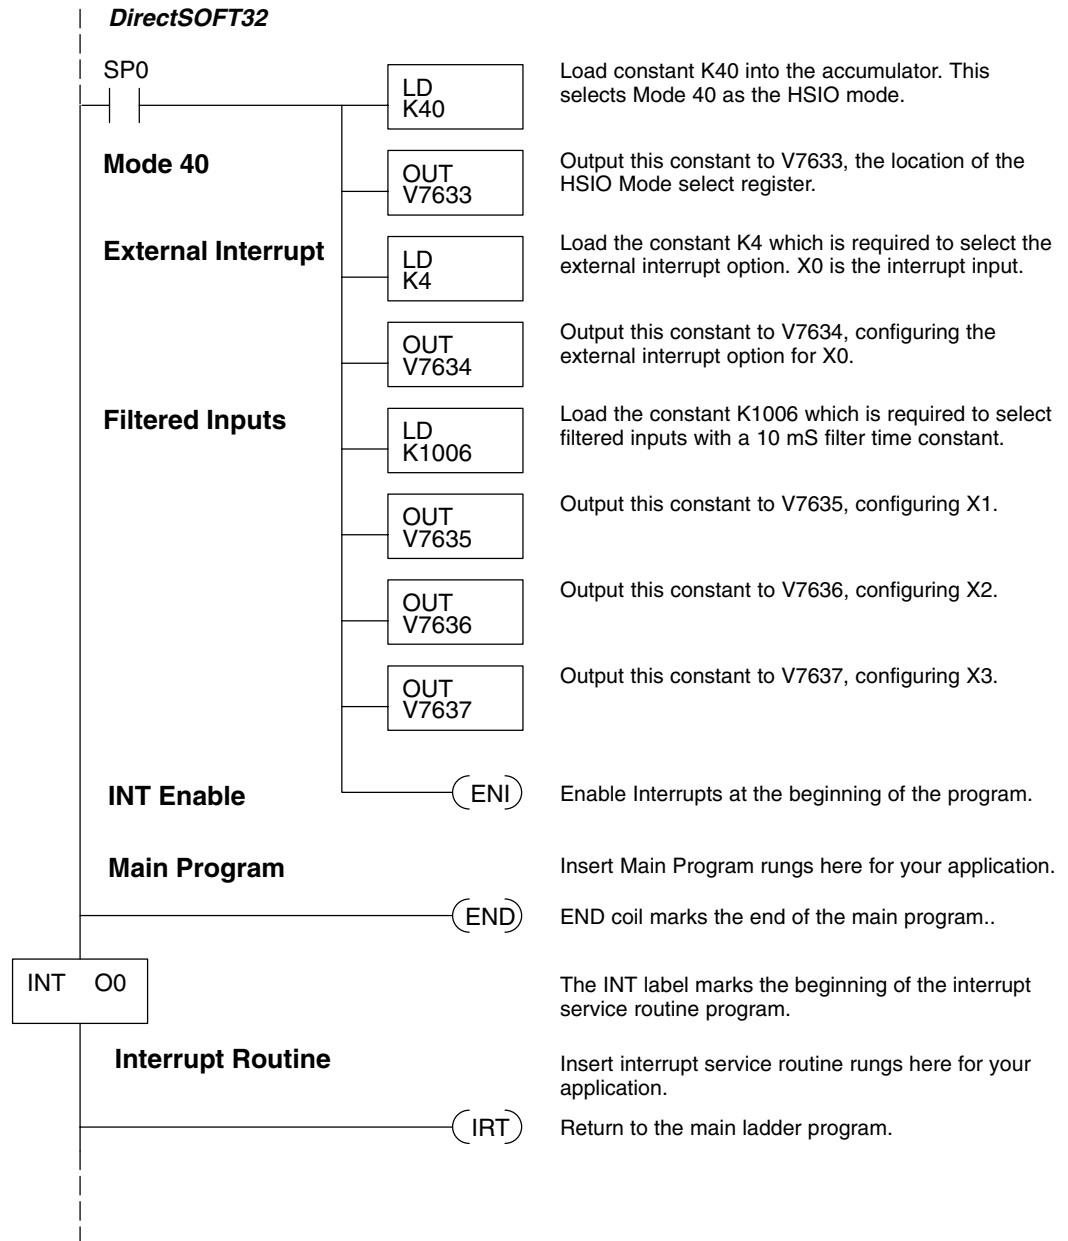 DirectSOFT32
SP0
LD
K40
Load constant K40 into the accumulator. This
selects Mode 40 as the HSIO mode.
Mode 40
OUT
V7633
Output this constant to V7633, the location of the
HSIO Mode select register.
External Interrupt
LD
K4
Load the constant K4 which is required to select the
external interrupt option. X0 is the interrupt input.
OUT
V7634
Output this constant to V7634, configuring the
external interrupt option for X0.
Filtered Inputs
LD
K1006
Load the constant K1006 which is required to select
filtered inputs with a 10 mS filter time constant.
OUT
V7635
Output this constant to V7635, configuring X1.
OUT
V7636
Output this constant to V7636, configuring X2.
OUT
V7637
Output this constant to V7637, configuring X3.
INT Enable
ENI
Enable Interrupts at the beginning of the program.
Main Program
Insert Main Program rungs here for your application.
END
END coil marks the end of the main program..
INT O0
The INT label marks the beginning of the interrupt
service routine program.
Interrupt Routine
Insert interrupt service routine rungs here for your
application.
IRT
Return to the main ladder program.